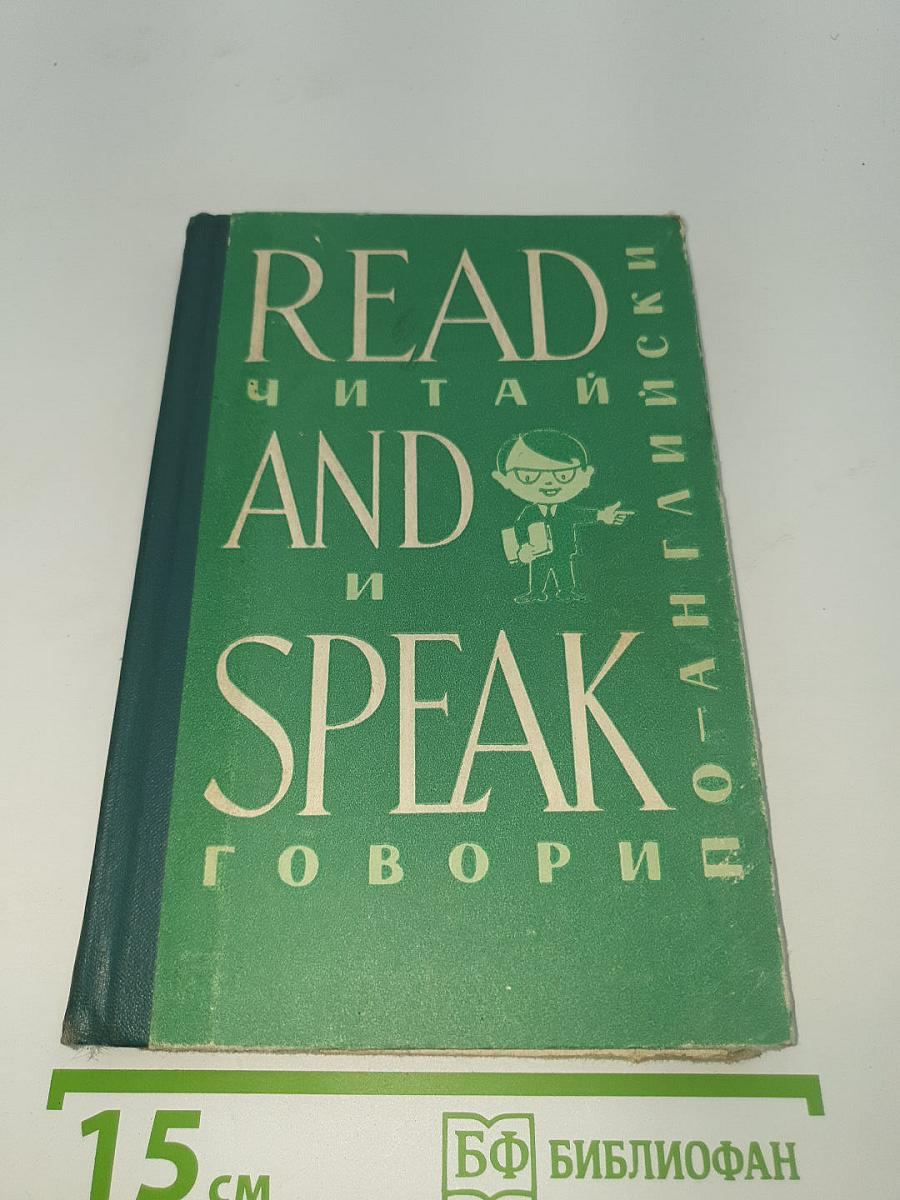 READ
ЧИТАЙ
AND
И
SPEAK
ГОВОРИ
ПО-АНГЛИЙСКИ
15 см
БФ БИБЛИОФАН